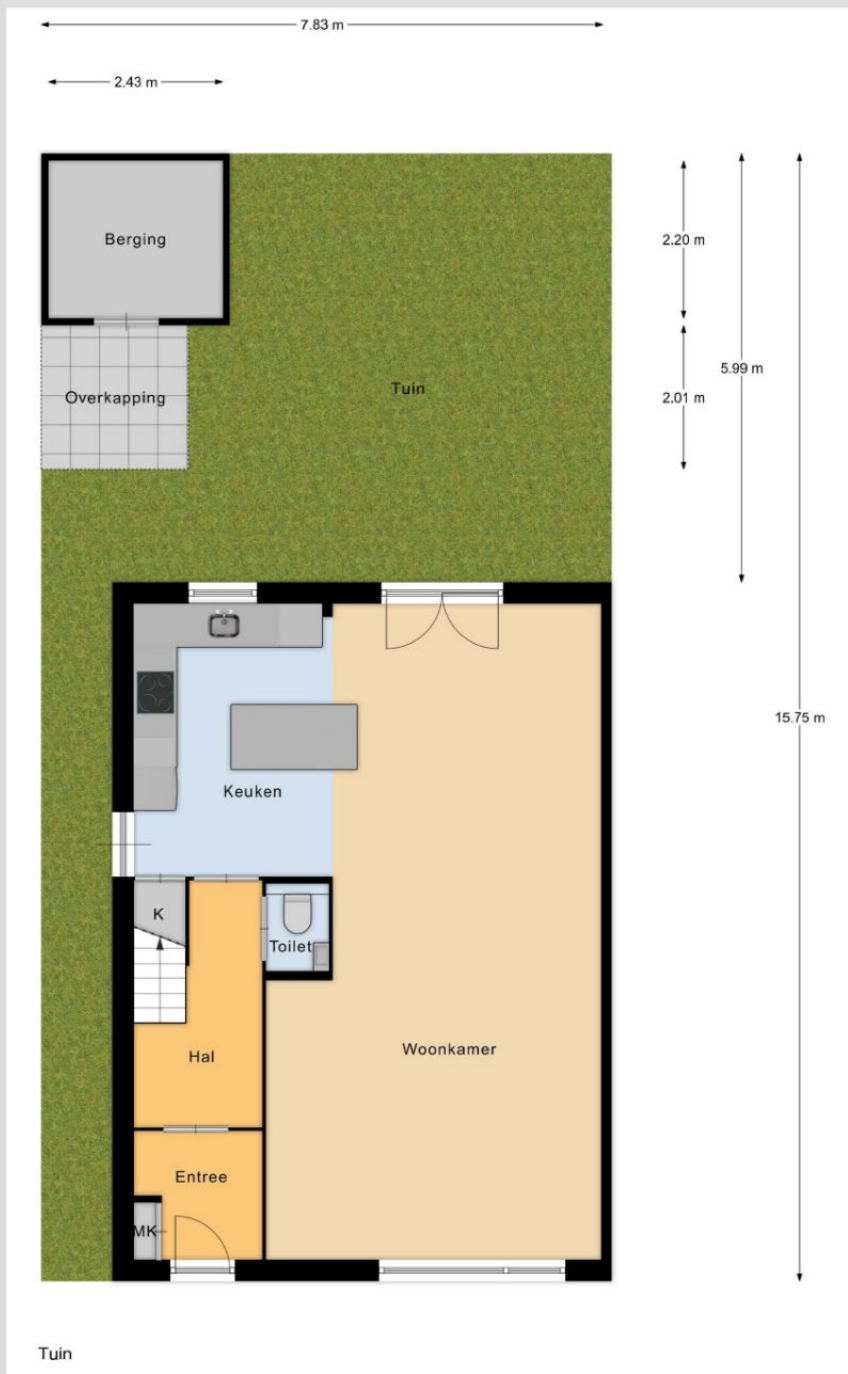 7.83 m
2.43 m
Berging
2.20 m
5.99 m
Overkapping
Tuin
2.01 m
15.75 m
Keuken
K
Toilet
Hal
Woonkamer
Entree
MK
Tuin